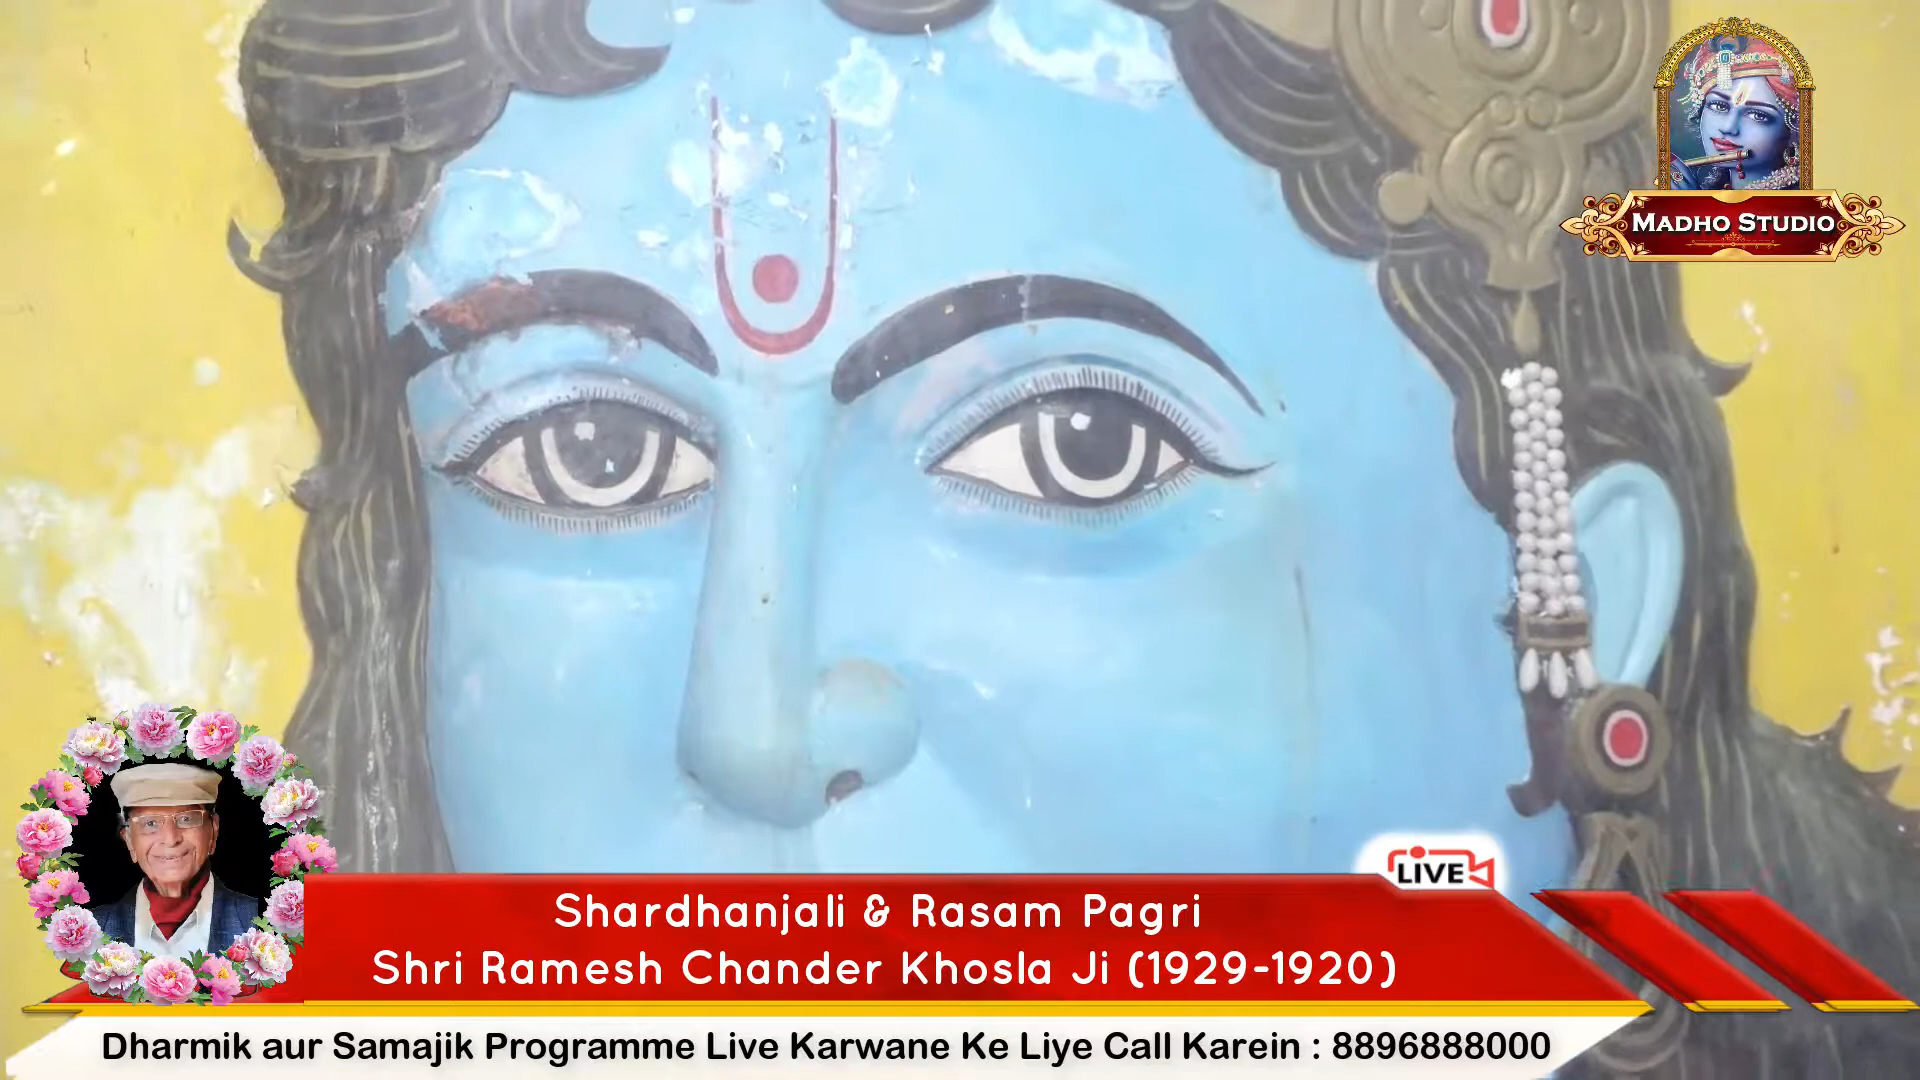 MADHO STUDIO
LIVE
Shardhanjali & Rasam Pagri
Shri Ramesh Chander Khosla Ji (1929-1920)
Dharmik aur Samajik Programme Live Karwane Ke Liye Call Karein : 8896888000